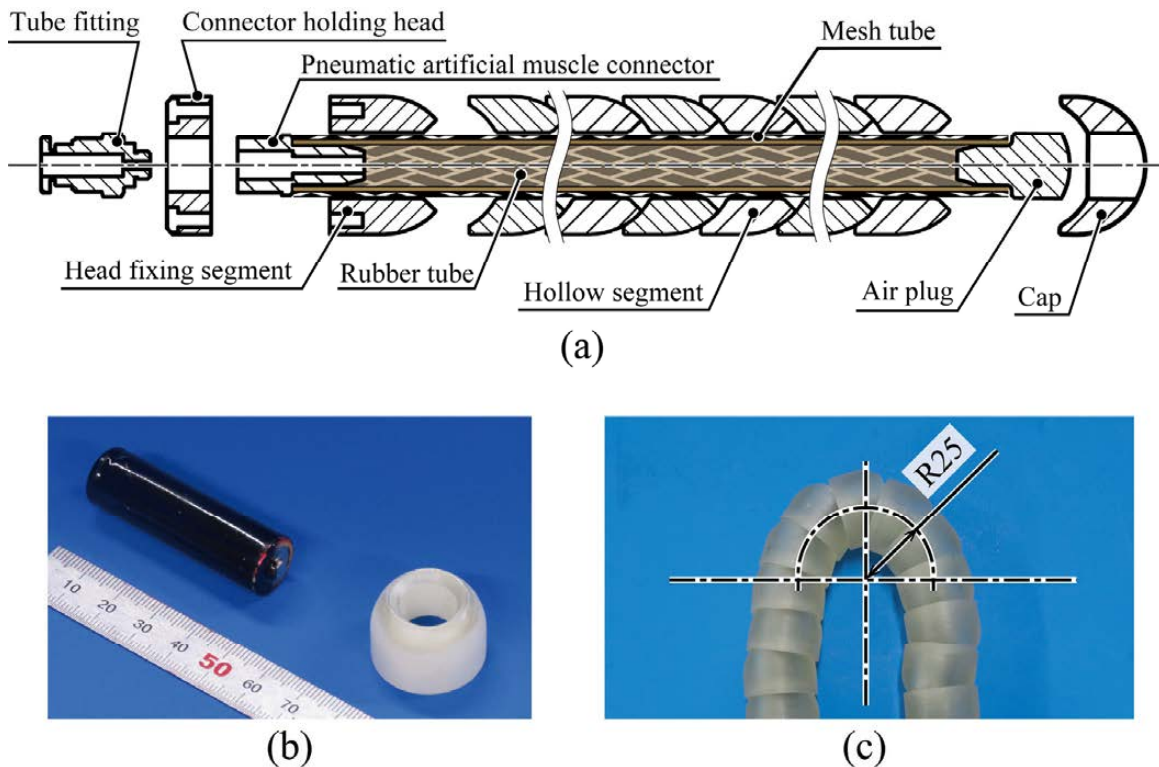 Tube fitting
Connector holding head
Pneumatic artificial muscle connector
Mesh tube
Head fixing segment
Rubber tube
Hollow segment
Air plug
Cap
(a)
10 20 30 40 50 60 70
R25
(b)
(c)